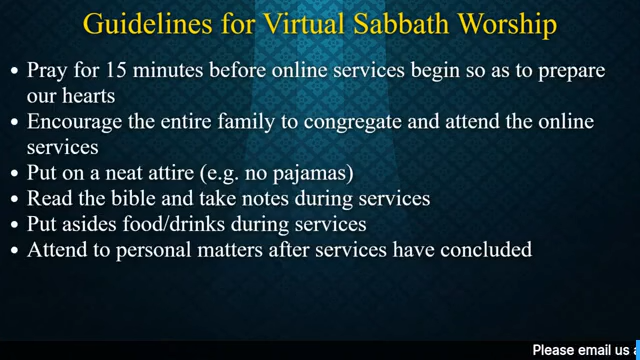 Guidelines for Virtual Sabbath Worship
• Pray for 15 minutes before online services begin so as to prepare
our hearts
• Encourage the entire family to congregate and attend the online
services
• Put on a neat attire (e.g. no pajamas)
• Read the bible and take notes during services
• Put asides food/drinks during services
• Attend to personal matters after services have concluded
Please email us